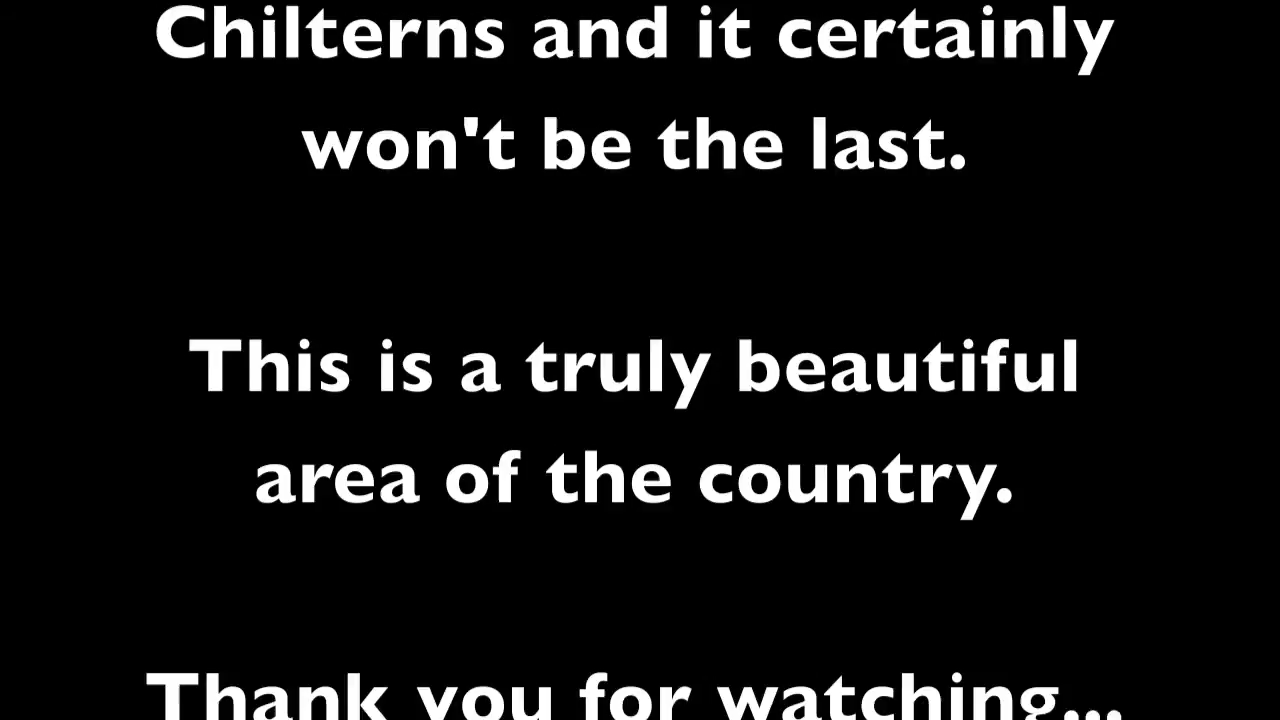 Chilterns and it certainly
won't be the last.
This is a truly beautiful
area of the country.
Thank you for watching...